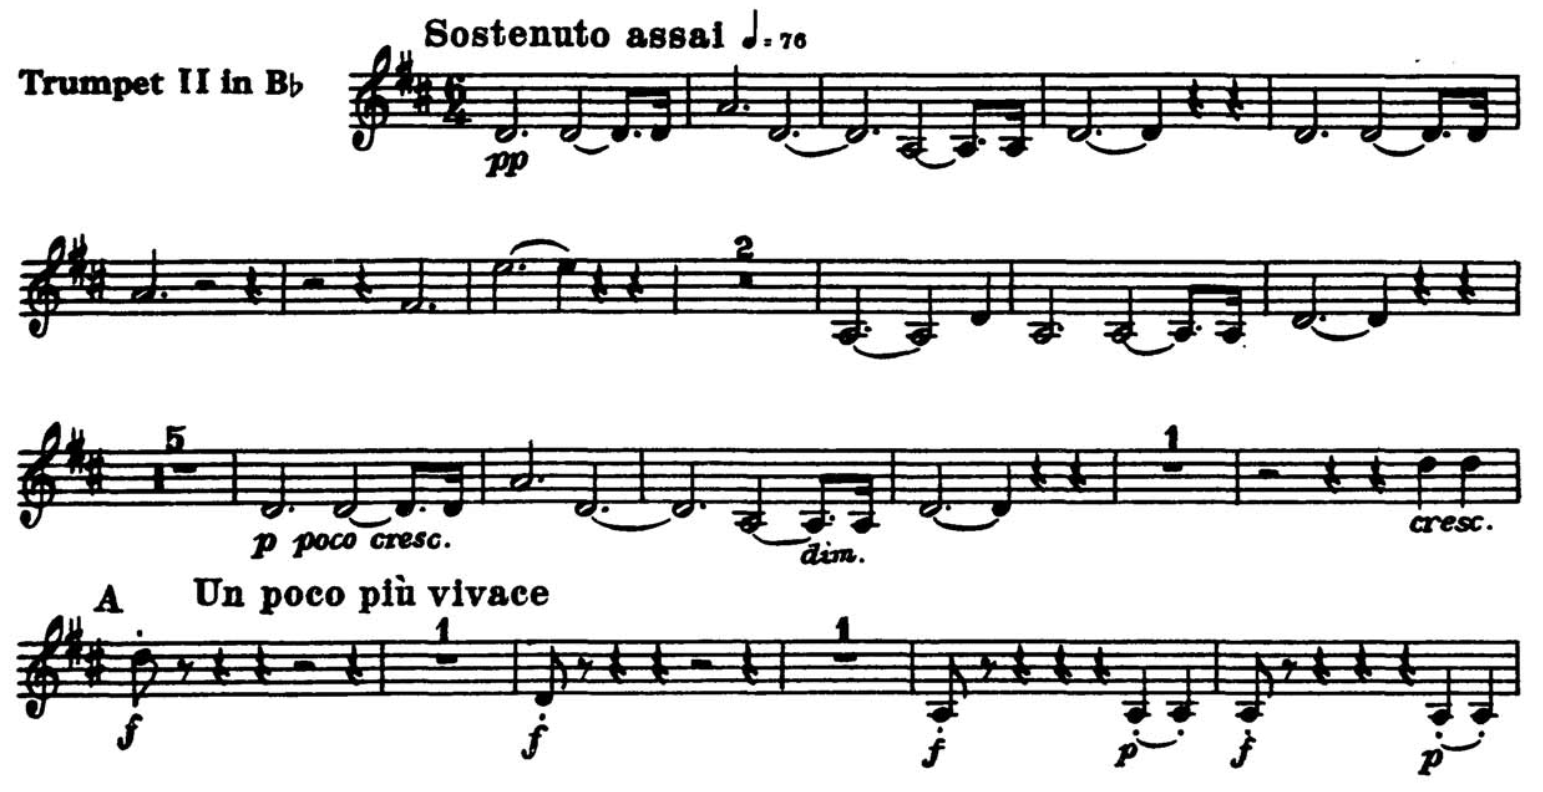 Sostenuto assai ♩= 76
Trumpet II in B♭
6
4
pp
2
5
p poco cresc.
dim.
1
cresc.
A Un poco più vivace
1
1
f
f
f
p
f
p